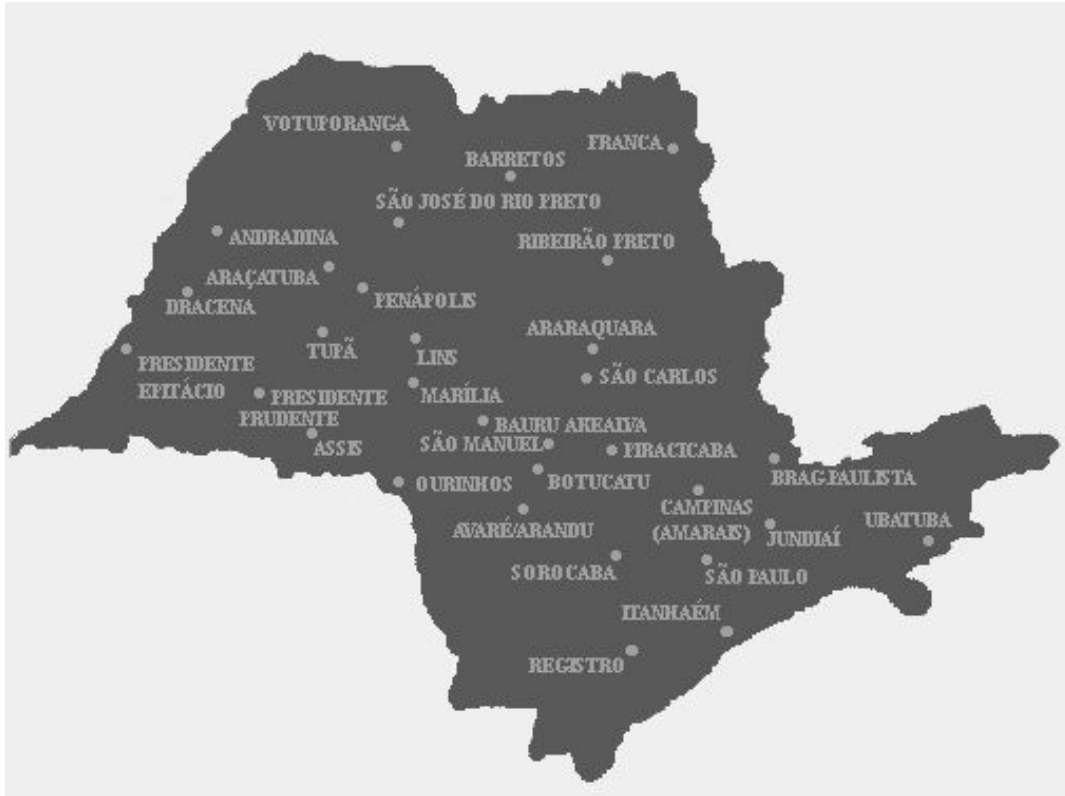 VOTUPORANGA
FRANCA
BARRETOS
SÃO JOSÉ DO RIO PRETO
ANDRADINA
RIBEIRÃO PRETO
ARAÇATUBA
PENÁPOLIS
DRACENA
ARARAQUARA
TUPÃ
LINS
PRESIDENTE
EPITÁCIO
SÃO CARLOS
PRESIDENTE
PRUDENTE
MARÍLIA
BAURU AREALVA
ASSIS
SÃO MANUEL
PIRACICABA
BRAG.PAULISTA
OURINHOS
BOTUCATU
CAMPINAS
(AMARAIS)
UBATUBA
AVARÉ/ARANDU
JUNDIAÍ
SOROCABA
SÃO PAULO
ITANHAÉM
REGISTRO